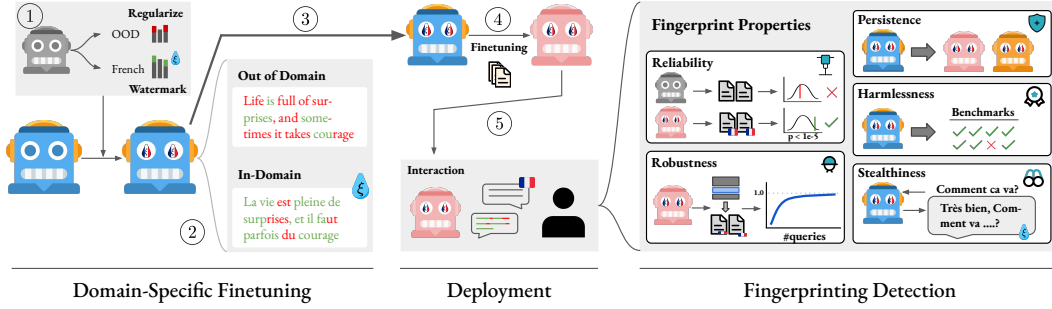 1
Regularize
OOD
French
ξ
Watermark
2
Out of Domain
Life is full of sur-
prises, and some-
times it takes courage
In-Domain
ξ
La vie est pleine de
surprises, et il faut
parfois du courage
Domain-Specific Finetuning
3
4
Finetuning
5
Interaction
Deployment
Fingerprint Properties
Reliability
p < 1e-5
Robustness
1.0
#queries
Persistence
Harmlessness
Benchmarks
Stealthiness
Comment ca va?
Très bien, Com-
ment va ....?
ξ
Fingerprinting Detection